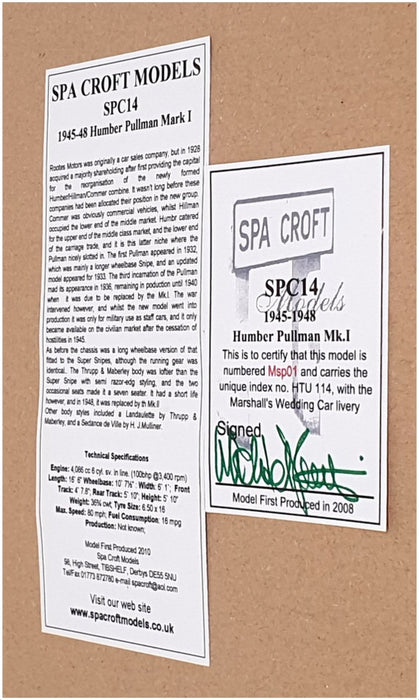 SPA CROFT MODELS
SPC14
1945-48 Humber Pullman Mark I
Rootes Motors was originally a car sales company, but in 1928
acquired a majority shareholding after first providing the capital
for the reorganisation of the newly formed
Humber/Hillman/Commer combine. It wasn't long before these
companies had been allocated their position in the new group.
Commer was obviously commercial vehicles, whilst Hillman
occupied the lower end of the middle class market. Humbr catered
for the upper end of the middle class market, and the lower end
of the carriage trade, and it is this latter niche where the
Pullman nicely slotted in. The first Pullman appeared in 1932,
which was mainly a longer wheelbase Snipe, and an updated
model appeared for 1933. The third incarnation of the Pullman
mad its appearance in 1936, remaining in production until 1940
when it was due to be replaced by the Mk.I. The war
intervened however, and whilst the new model went into
production it was only for military use as staff cars, and it only
became available on the civilian market after the cessation of
hostilities in 1945.
As before the chassis was a long wheelbase version of that
fitted to the Super Snipes, although the running gear was
identical.. The Thrupp & Maberley body was loftier than the
Super Snipe with semi razor-edg styling, and the two
occasional seats made it a seven seater. It had a short life
however, and in 1948, it was replaced by th Mk.II
Other body styles included a Landaulette by Thrupp &
Maberley, and a Sedance de Ville by H. J Mulliner.
Technical Specifications
Engine: 4,086 cc 6 cyl. sv. in line. (100bhp @3,400 rpm)
Length: 16' 6" Wheelbase: 10' 7½" Width: 6' 1"; Front
Track: 4' 7.8"; Rear Track: 5' 10"; Height: 5' 10"
Weight: 36¾ cwt; Tyre Size: 6.50 x 16
Max. Speed: 80 mph; Fuel Consumption: 16 mpg
Production: Not known;
Model First Produced 2010
Spa Croft Models
58, High Street, TIBSHELF, Derbys DE55 5NU
Tel/Fax 01773 872780 e-mail spacroft@aol.com
Visit our web site
www.spacroftmodels.co.uk
SPA CROFT
Models
SPC14
1945-1948
Humber Pullman Mk.I
This is to certify that this model is
numbered Msp01 and carries the
unique index no. HTU 114, with the
Marshall's Wedding Car livery
Signed
Model First Produced in 2008